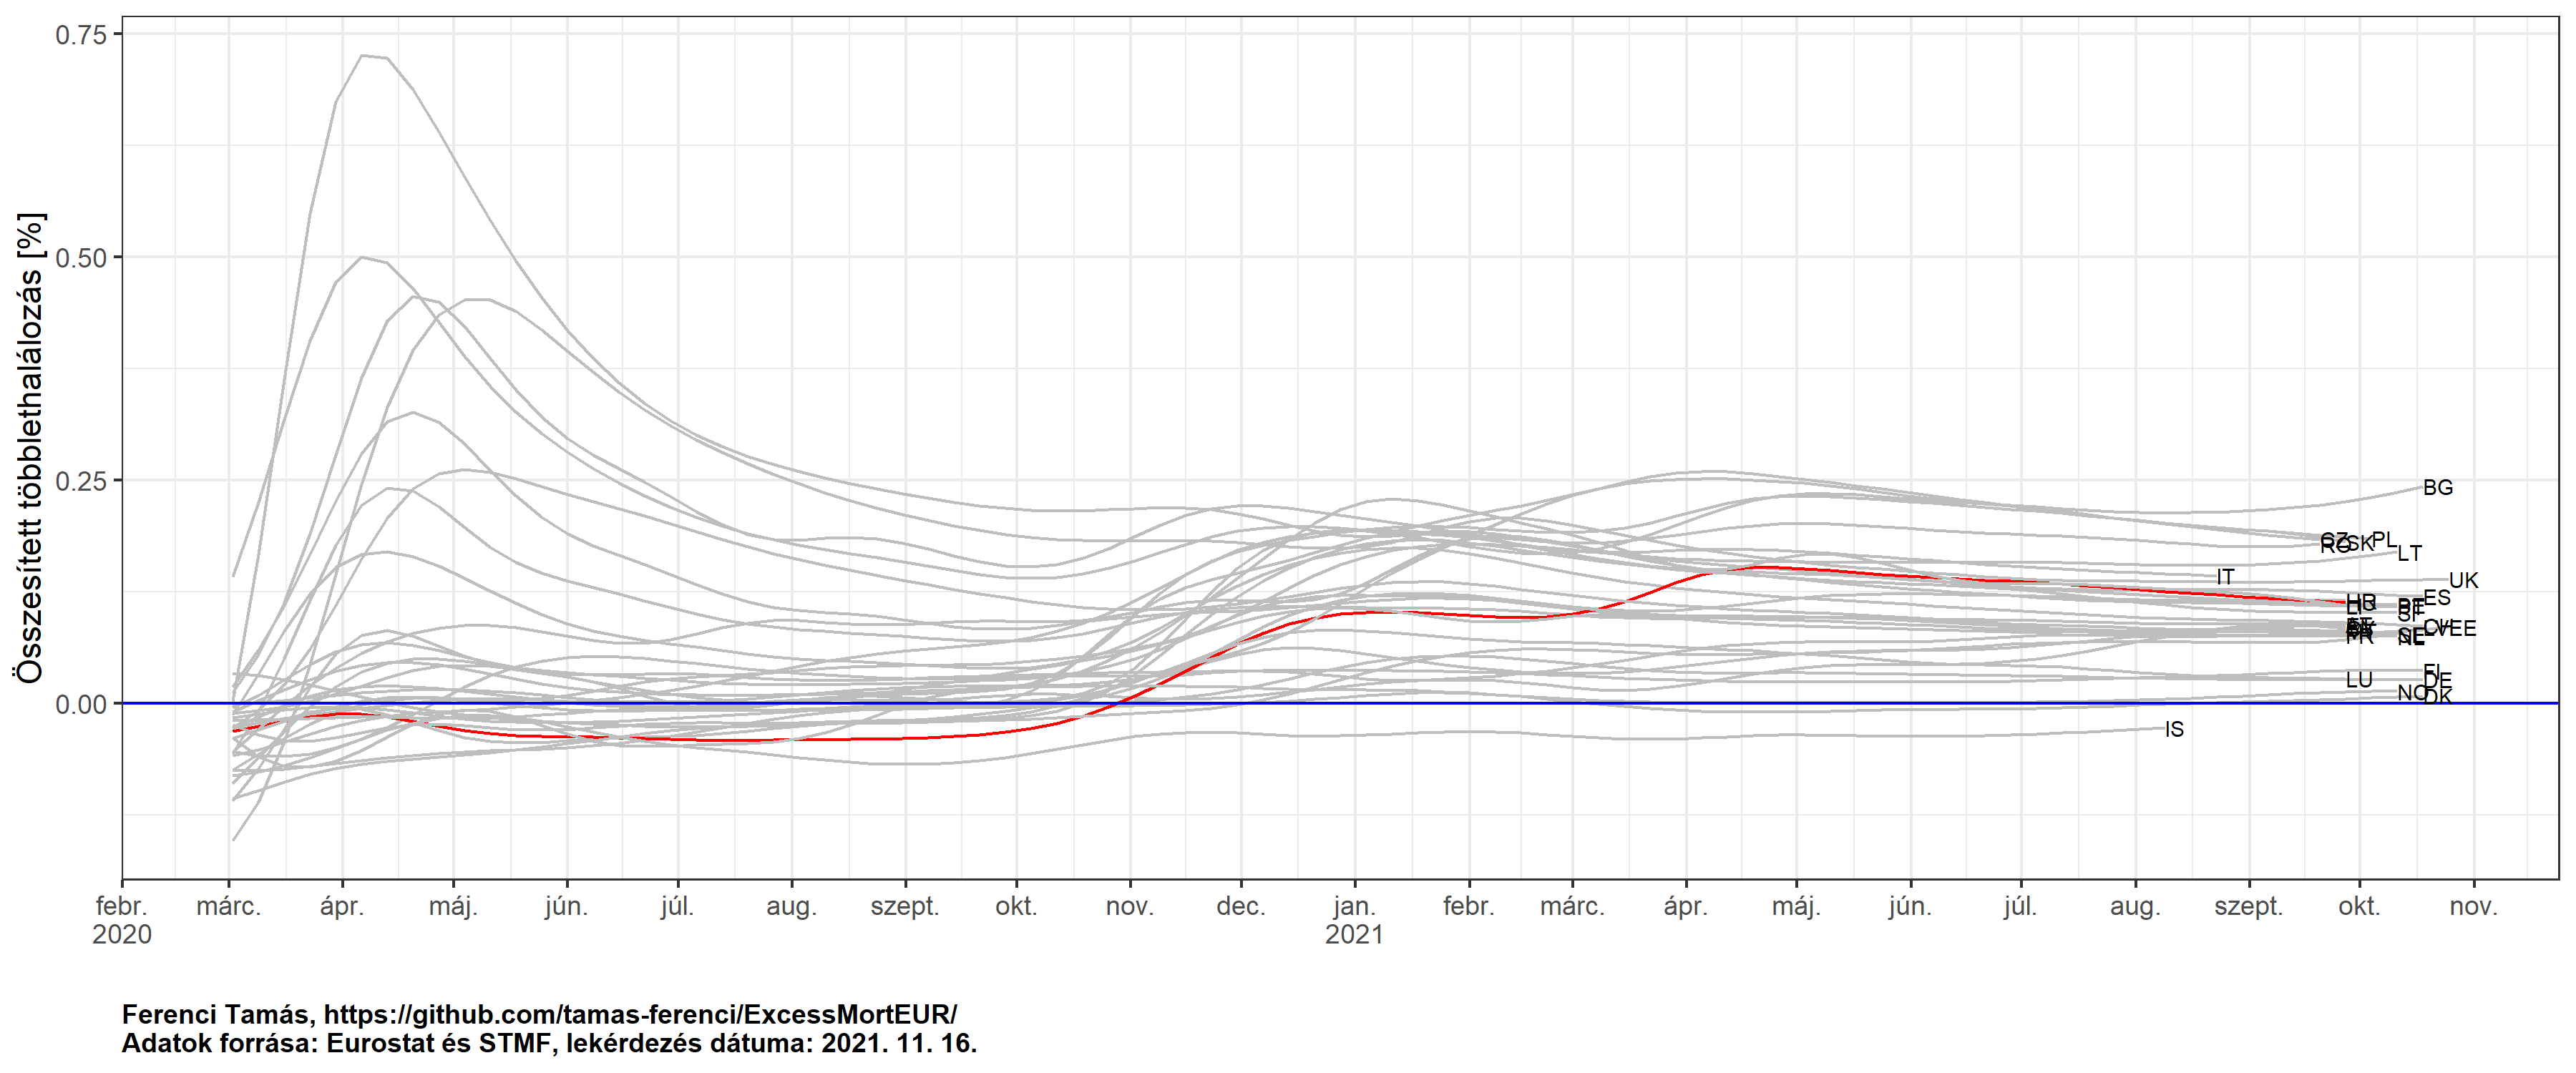 Összesített többlethalálozás [%]
0.75
0.50
0.25
0.00
BG
PL
SK
LT
IT
UK
ES
HR
EE
FI
DE
LU
NO
DK
IS
febr. márc. ápr. máj. jún. júl. aug. szept. okt. nov. dec. jan. febr. márc. ápr. máj. jún. júl. aug. szept. okt. nov.
2020 2021
Ferenci Tamás, https://github.com/tamas-ferenci/ExcessMortEUR/
Adatok forrása: Eurostat és STMF, lekérdezés dátuma: 2021. 11. 16.